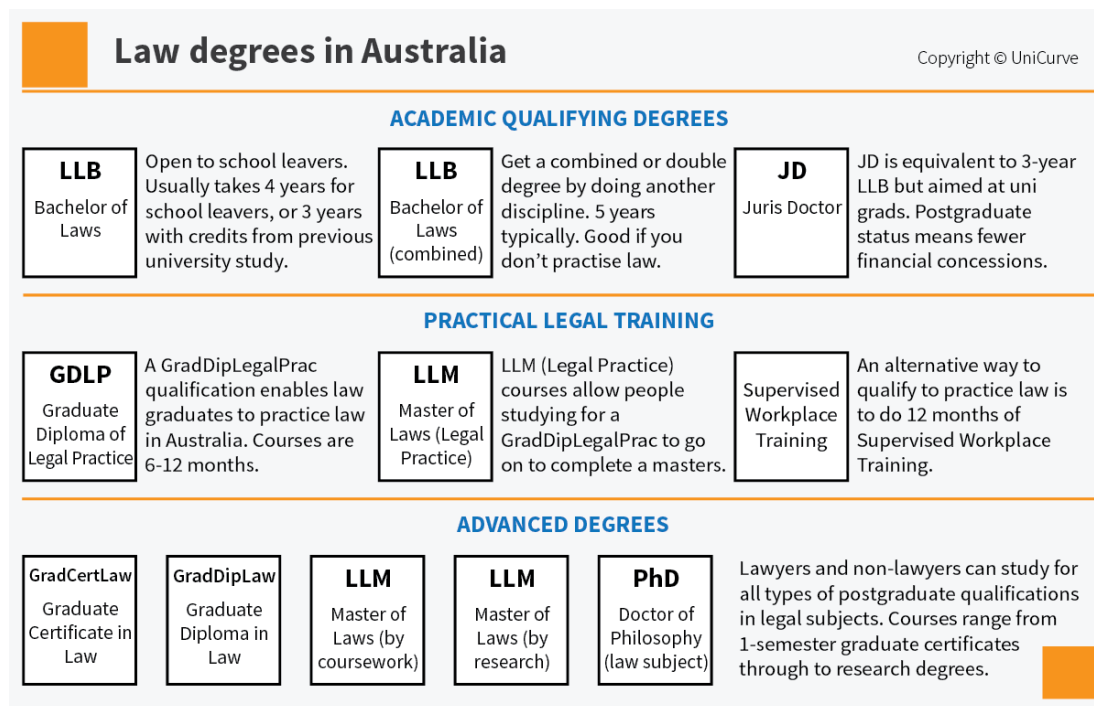 Law degrees in Australia
Copyright © UniCurve
ACADEMIC QUALIFYING DEGREES
LLB
Bachelor of
Laws
Open to school leavers.
Usually takes 4 years for
school leavers, or 3 years
with credits from previous
university study.
LLB
Bachelor of
Laws
(combined)
Get a combined or double
degree by doing another
discipline. 5 years
typically. Good if you
don’t practise law.
JD
Juris Doctor
JD is equivalent to 3-year
LLB but aimed at uni
grads. Postgraduate
status means fewer
financial concessions.
PRACTICAL LEGAL TRAINING
GDLP
Graduate
Diploma of
Legal Practice
A GradDipLegalPrac
qualification enables law
graduates to practice law
in Australia. Courses are
6-12 months.
LLM
Master of
Laws (Legal
Practice)
LLM (Legal Practice)
courses allow people
studying for a
GradDipLegalPrac to go
on to complete a masters.
Supervised
Workplace
Training
An alternative way to
qualify to practice law is
to do 12 months of
Supervised Workplace
Training.
ADVANCED DEGREES
GradCertLaw
Graduate
Certificate in
Law
GradDipLaw
Graduate
Diploma in
Law
LLM
Master of
Laws (by
coursework)
LLM
Master of
Laws (by
research)
PhD
Doctor of
Philosophy
(law subject)
Lawyers and non-lawyers can study for
all types of postgraduate qualifications
in legal subjects. Courses range from
1-semester graduate certificates
through to research degrees.